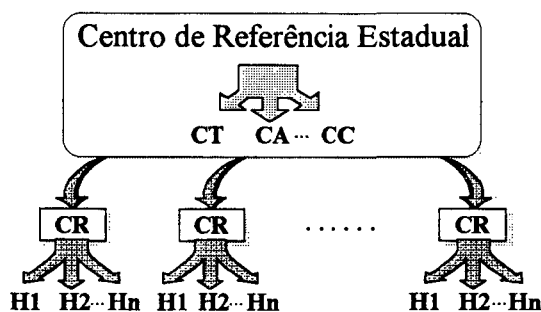 Centro de Referência Estadual
CT CA ... CC
CR CR ...... CR
H1 H2...Hn H1 H2...Hn H1 H2...Hn